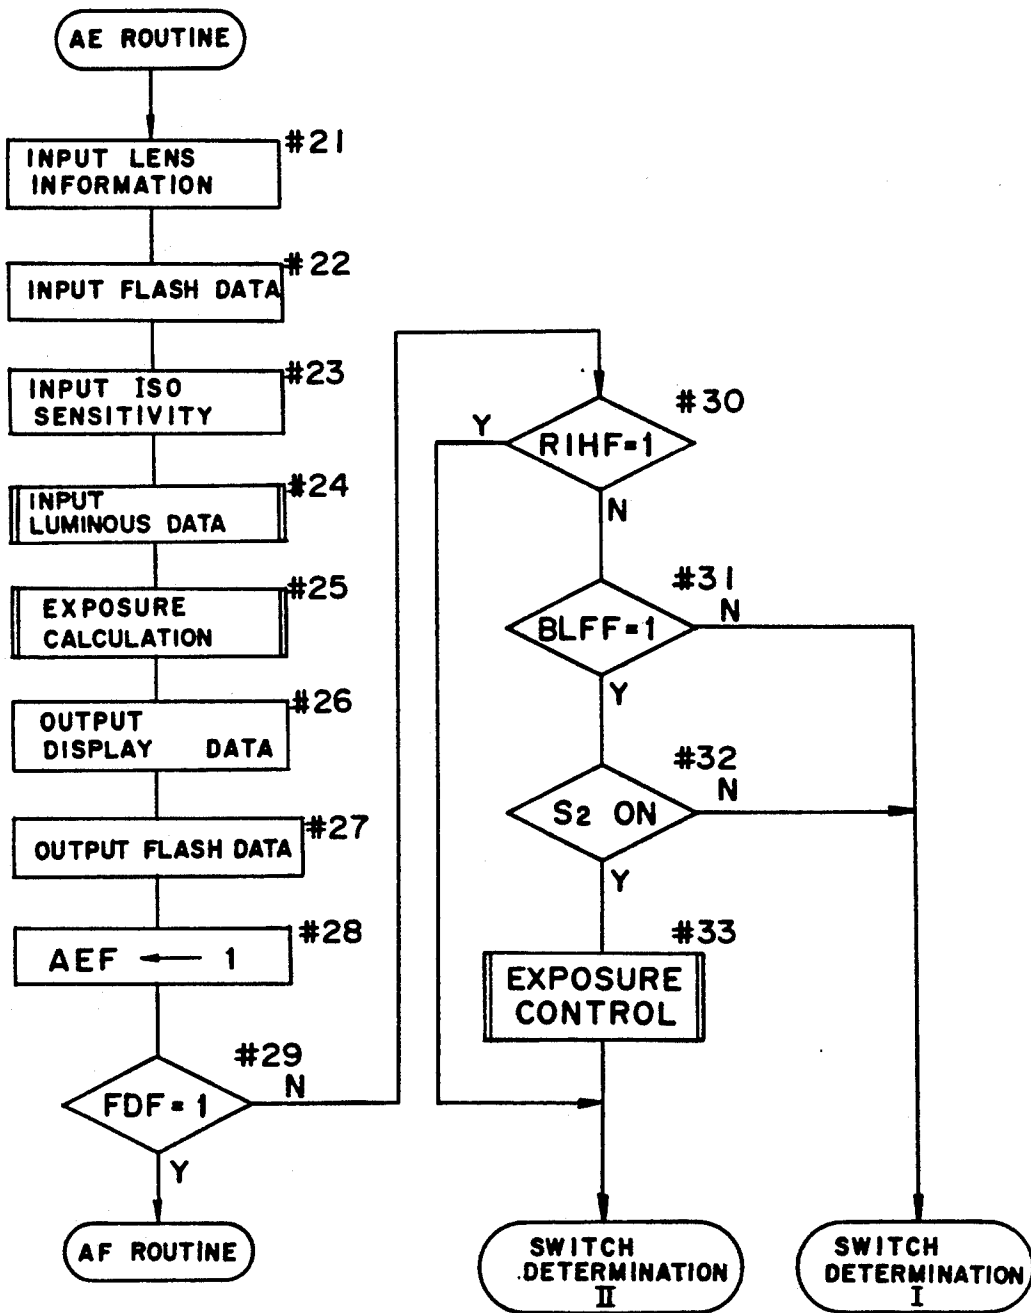 AE ROUTINE
#21
INPUT LENS
INFORMATION
#22
INPUT FLASH DATA
#23
INPUT ISO
SENSITIVITY
#24
INPUT
LUMINOUS DATA
#25
EXPOSURE
CALCULATION
#26
OUTPUT
DISPLAY DATA
#27
OUTPUT FLASH DATA
#28
AEF ← 1
#29
FDF = 1
N
Y
AF ROUTINE
#30
RIHF = 1
Y
N
#31
BLFF = 1
N
Y
#32
S2 ON
N
Y
#33
EXPOSURE
CONTROL
SWITCH
DETERMINATION
II
SWITCH
DETERMINATION
I